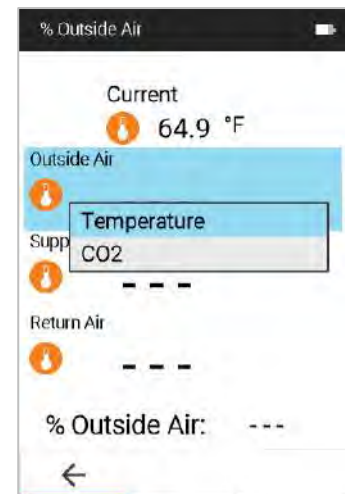 % Outside Air
Current
64.9 °F
Outside Air
Temperature
Supp
CO2
- - -
Return Air
- - -
% Outside Air: ---